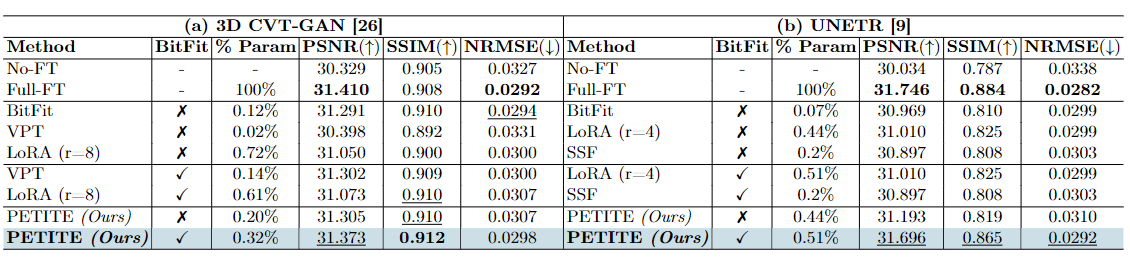 (a) 3D CVT-GAN [26] (b) UNETR [9]
Method BitFit % Param PSNR(↑) SSIM(↑) NRMSE(↓) Method BitFit % Param PSNR(↑) SSIM(↑) NRMSE(↓)
No-FT - - 30.329 0.905 0.0327 No-FT - - 30.034 0.787 0.0338
Full-FT - 100% 31.410 0.908 0.0292 Full-FT - 100% 31.746 0.884 0.0282
BitFit ✗ 0.12% 31.291 0.910 0.0294 BitFit ✗ 0.07% 30.969 0.810 0.0299
VPT ✗ 0.02% 30.398 0.892 0.0331 LoRA (r=4) ✗ 0.44% 31.010 0.825 0.0299
LoRA (r=8) ✗ 0.72% 31.050 0.900 0.0300 SSF ✗ 0.2% 30.897 0.808 0.0303
VPT ✓ 0.14% 31.302 0.909 0.0300 LoRA (r=4) ✓ 0.51% 31.010 0.825 0.0299
LoRA (r=8) ✓ 0.61% 31.073 0.910 0.0307 SSF ✓ 0.2% 30.897 0.808 0.0303
PETITE (Ours) ✗ 0.20% 31.305 0.910 0.0307 PETITE (Ours) ✗ 0.44% 31.193 0.819 0.0310
PETITE (Ours) ✓ 0.32% 31.373 0.912 0.0298 PETITE (Ours) ✓ 0.51% 31.696 0.865 0.0292